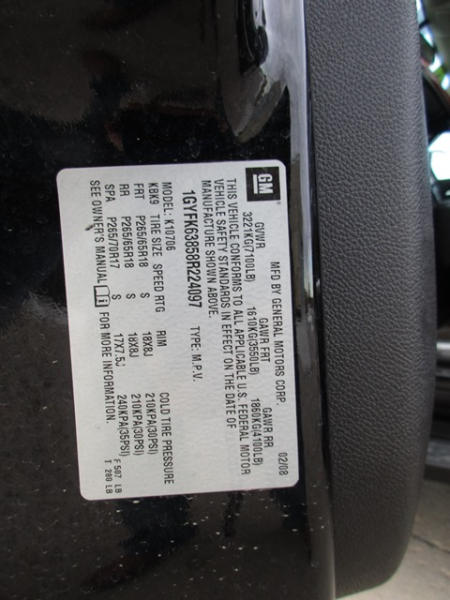 GM
MFD BY GENERAL MOTORS CORP. 02/08
GVWR GAWR FRT GAWR RR
3221KG(7100LB) 1610KG(3550LB) 1860KG(4100LB)
THIS VEHICLE CONFORMS TO ALL APPLICABLE U.S. FEDERAL MOTOR
VEHICLE SAFETY STANDARDS IN EFFECT ON THE DATE OF
MANUFACTURE SHOWN ABOVE.
1GYFK63858R224097 TYPE: M.P.V.
MODEL: K10706
KBK9 TIRE SIZE SPEED RTG RIM COLD TIRE PRESSURE
FRT P265/65R18 S 18X8J 210KPA(30PSI)
RR P265/65R18 S 18X8J 210KPA(30PSI)
SPA P265/70R17 S 17X7.5J 240KPA(35PSI)
SEE OWNER'S MANUAL FOR MORE INFORMATION.
F 507 LB
T 280 LB